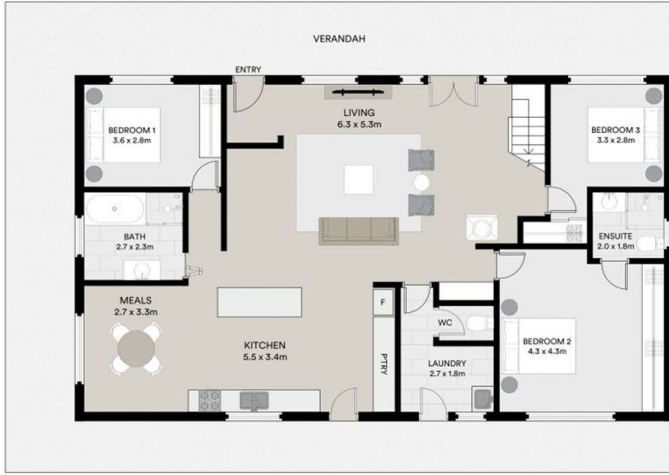 VERANDAH
ENTRY
LIVING
6.3 x 5.3m
BEDROOM 1
3.6 x 2.8m
BEDROOM 3
3.3 x 2.8m
BATH
2.7 x 2.3m
ENSUITE
2.0 x 1.8m
MEALS
2.7 x 3.3m
F
WC
KITCHEN
5.5 x 3.4m
PTRY
LAUNDRY
2.7 x 1.8m
BEDROOM 2
4.3 x 4.3m